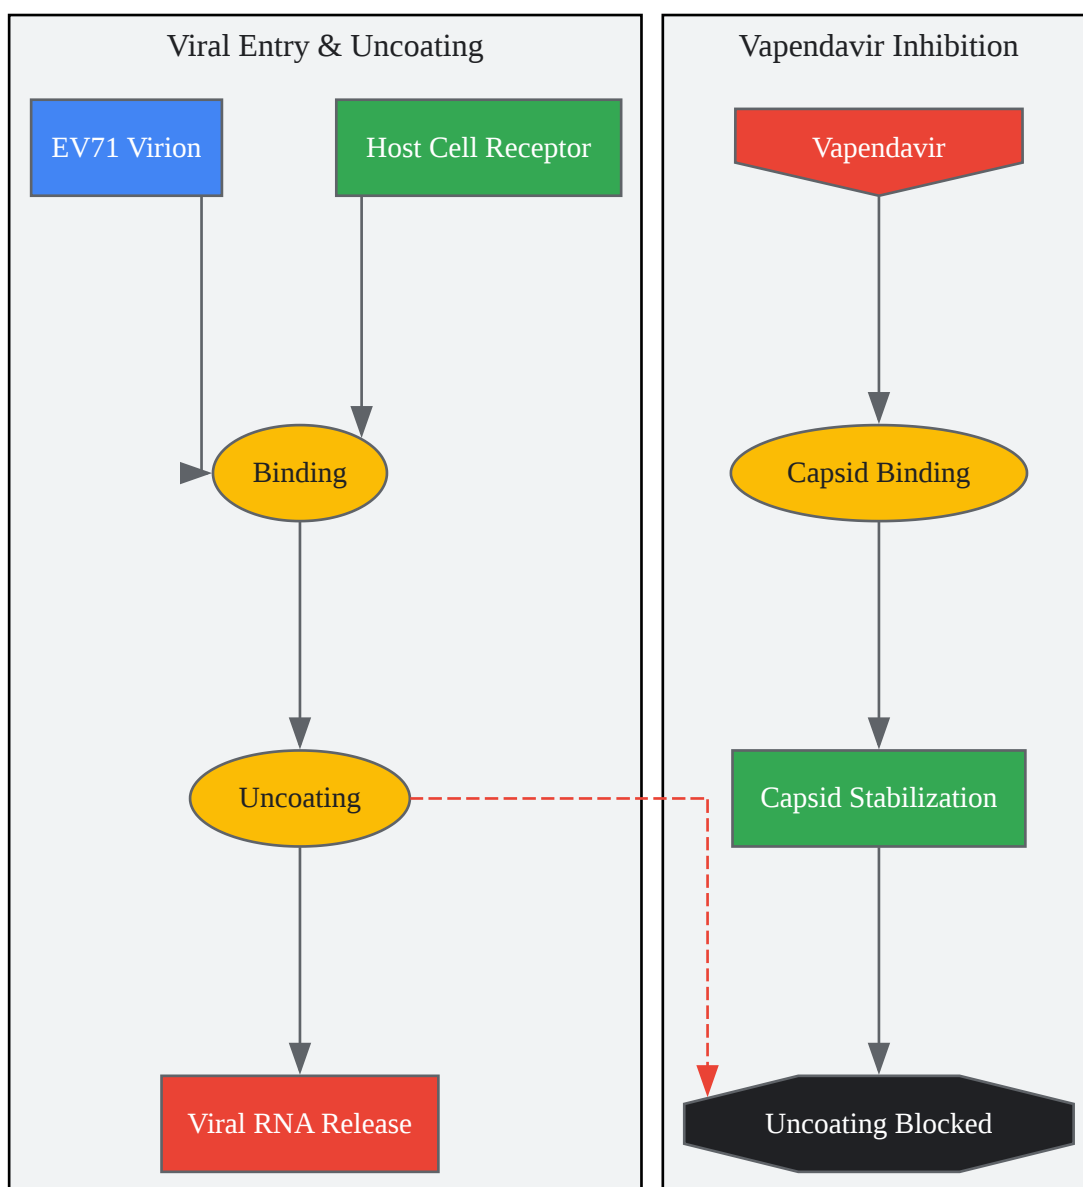 Viral Entry & Uncoating
EV71 Virion
Host Cell Receptor
Binding
Uncoating
Viral RNA Release
Vapendavir Inhibition
Vapendavir
Capsid Binding
Capsid Stabilization
Uncoating Blocked